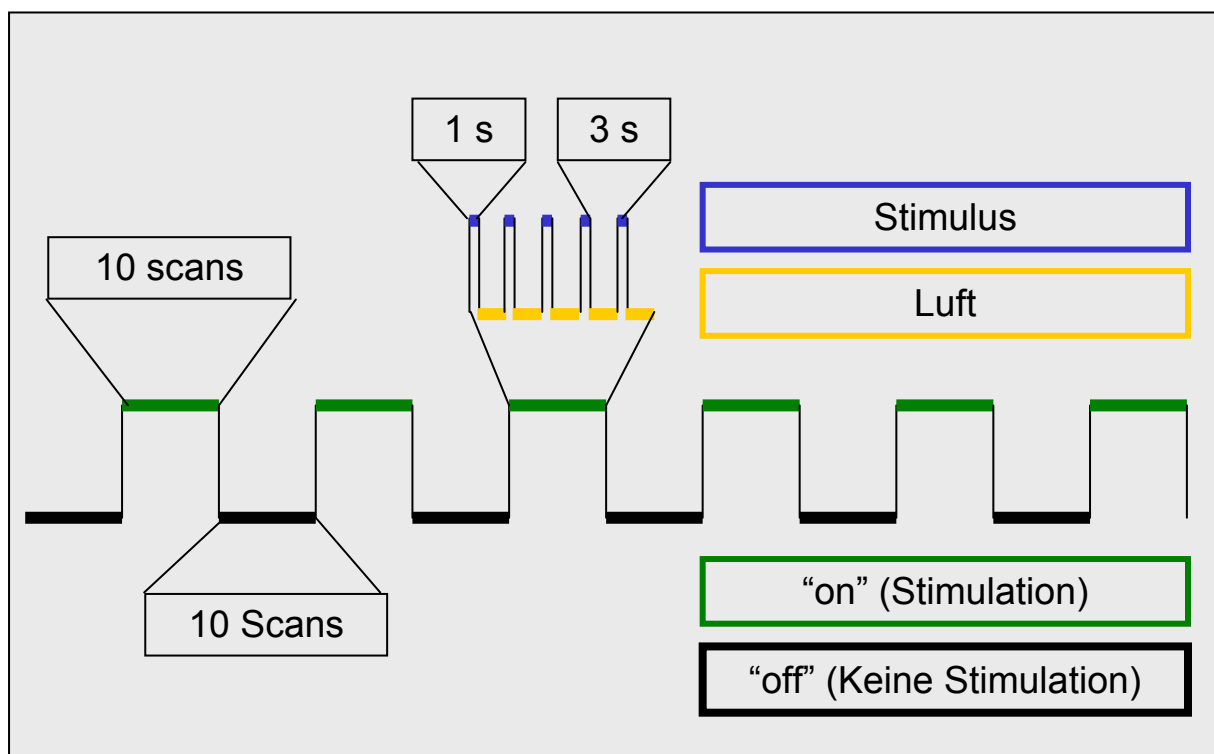 1 s
3 s
Stimulus
10 scans
Luft
“on” (Stimulation)
10 Scans
“off” (Keine Stimulation)